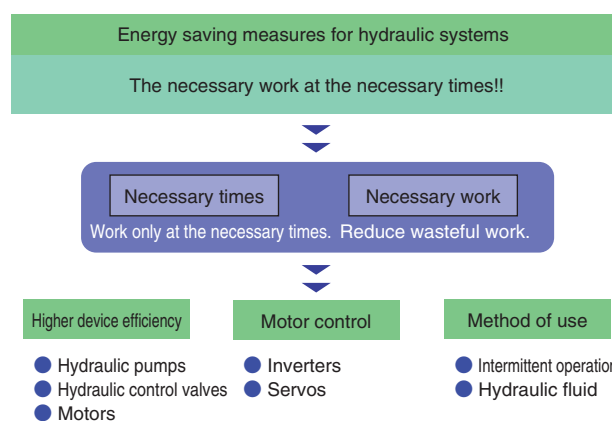 Energy saving measures for hydraulic systems
The necessary work at the necessary times!!
Necessary times
Necessary work
Work only at the necessary times.
Reduce wasteful work.
Higher device efficiency
Motor control
Method of use
Hydraulic pumps
Hydraulic control valves
Motors
Inverters
Servos
Intermittent operation
Hydraulic fluid